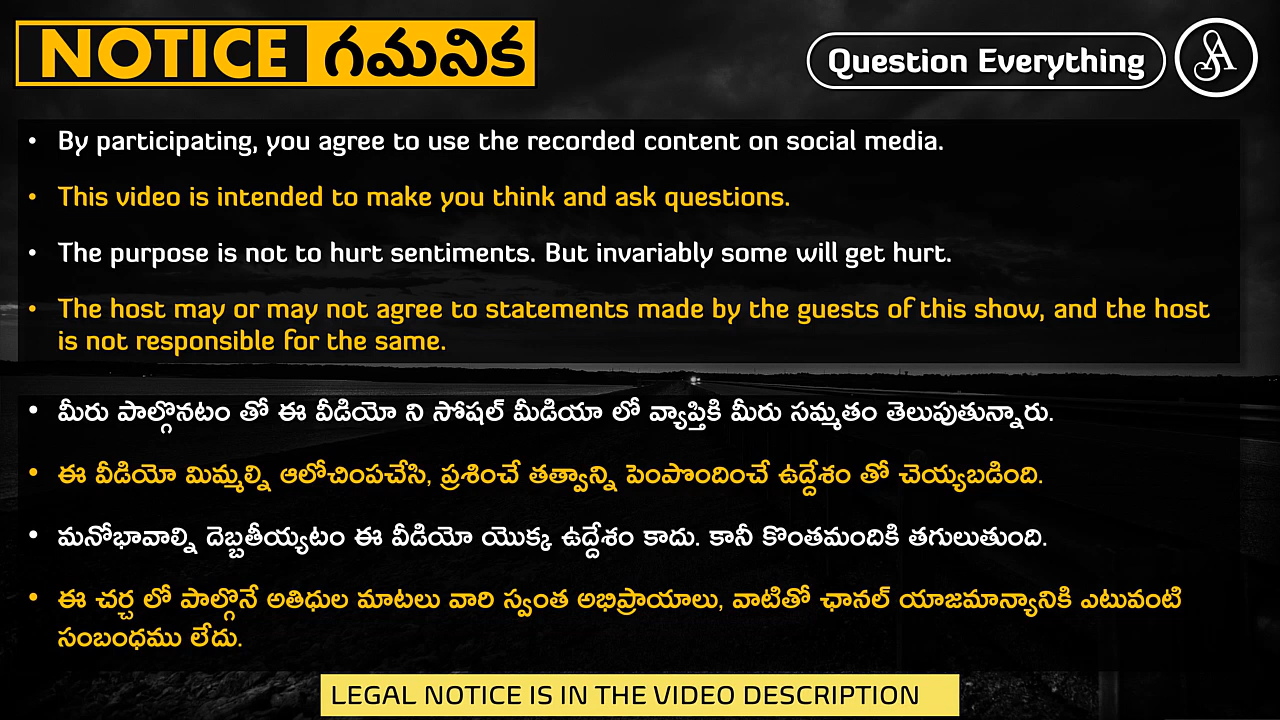 NOTICE గమనిక
Question Everything
• By participating, you agree to use the recorded content on social media.
• This video is intended to make you think and ask questions.
• The purpose is not to hurt sentiments. But invariably some will get hurt.
• The host may or may not agree to statements made by the guests of this show, and the host
is not responsible for the same.
• మీరు పాల్గొనటం తో ఈ వీడియో ని సోషల్ మీడియా లో వ్యాప్తికి మీరు సమ్మతం తెలుపుతున్నారు.
• ఈ వీడియో మిమ్మల్ని ఆలోచింపచేసి, ప్రశించే తత్వాన్ని పెంపొందించే ఉద్దేశం తో చెయ్యబడింది.
• మనోభావాల్ని దెబ్బతీయ్యటం ఈ వీడియో యొక్క ఉద్దేశం కాదు. కానీ కొంతమందికి తగులుతుంది.
• ఈ చర్చ లో పాల్గొనే అతిధుల మాటలు వారి స్వంత అభిప్రాయాలు, వాటితో ఛానల్ యాజమాన్యానికి ఎటువంటి
సంబంధము లేదు.
LEGAL NOTICE IS IN THE VIDEO DESCRIPTION